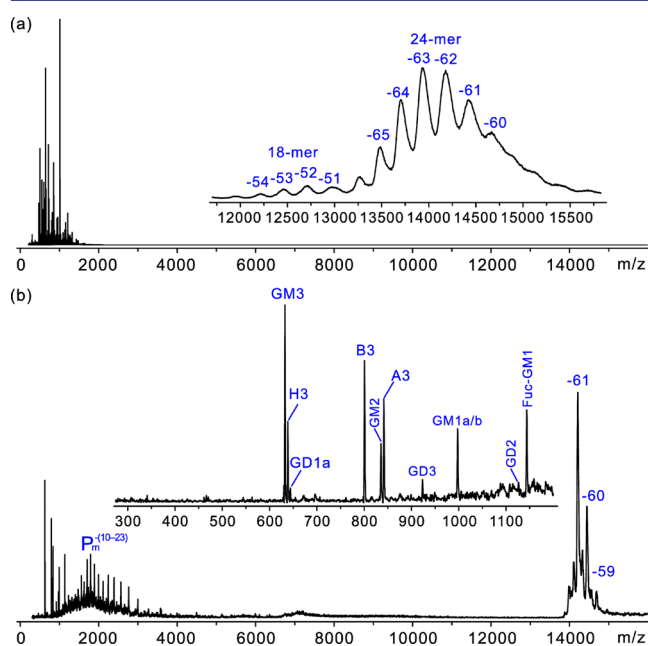 (a)
24-mer
-63 -62
-64
-61
-60
-65
18-mer
-54 -53 -52 -51
12000 12500 13000 13500 14000 14500 15000 15500
0 2000 4000 6000 8000 10000 12000 14000 m/z
(b)
GM3
H3
GD1a
B3
GM2
A3
GD3
GM1a/b
GD2
Fuc-GM1
300 400 500 600 700 800 900 1000 1100
Pm-(10–23)
-61
-60
-59
0 2000 4000 6000 8000 10000 12000 14000 m/z